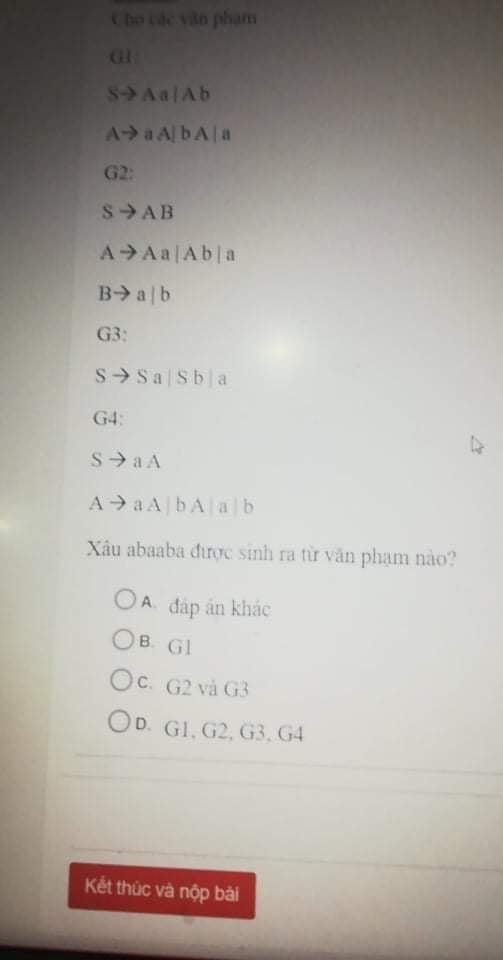 Cho các văn phạm
G1:
S→ A a | A b
A→ a A| b A | a
G2:
S → A B
A → A a | A b | a
B→ a | b
G3:
S → S a | S b | a
G4:
S → a A
A → a A | b A | a | b
Xâu abaaba được sinh ra từ văn phạm nào?
A. đáp án khác
B. G1
C. G2 và G3
D. G1, G2, G3, G4
Kết thúc và nộp bài